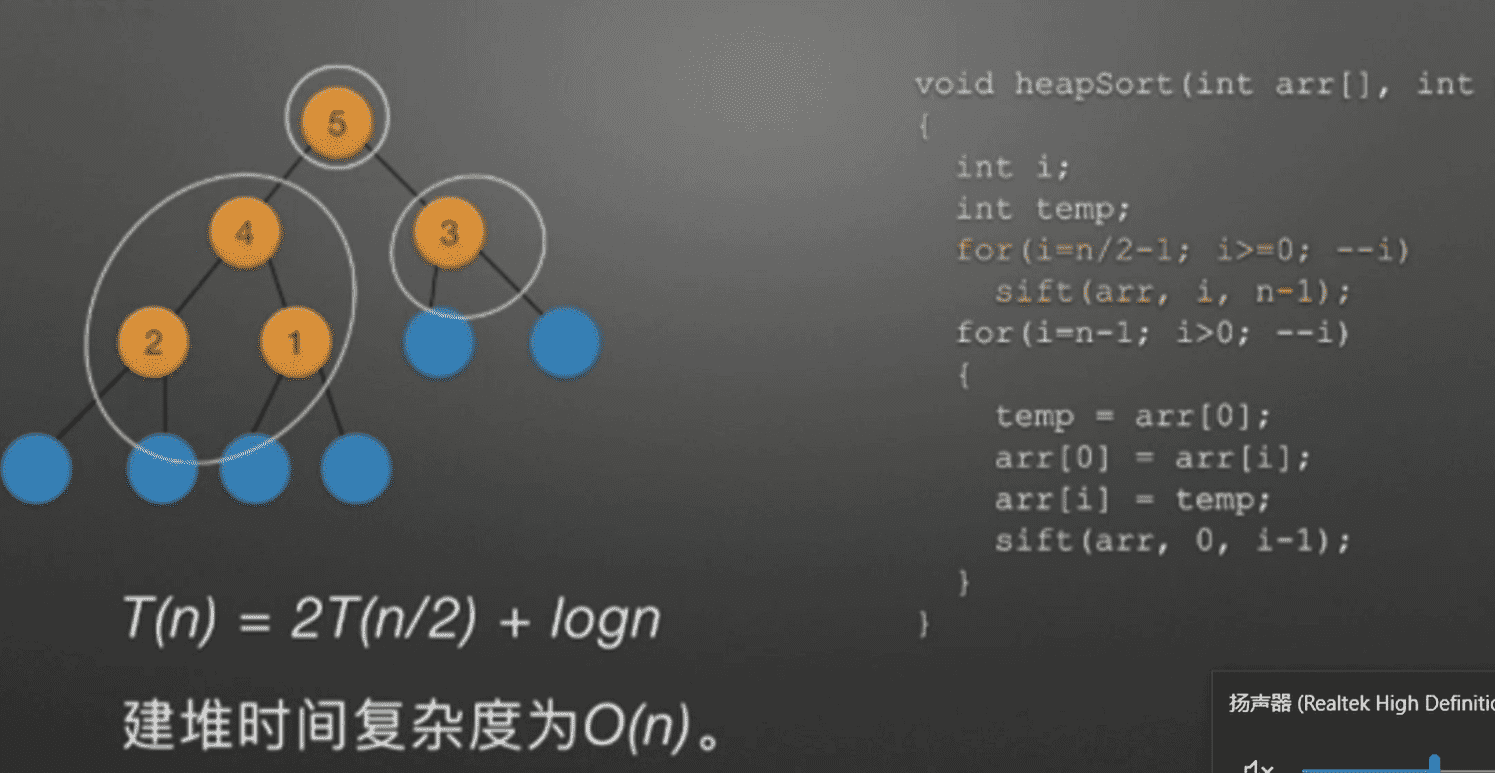 5
4
3
2
1
T(n) = 2T(n/2) + logn
建堆时间复杂度为O(n)。
void heapSort(int arr[], int
{
int i;
int temp;
for(i=n/2-1; i>=0; --i)
sift(arr, i, n-1);
for(i=n-1; i>0; --i)
{
temp = arr[0];
arr[0] = arr[i];
arr[i] = temp;
sift(arr, 0, i-1);
}
}
扬声器 (Realtek High Definitio